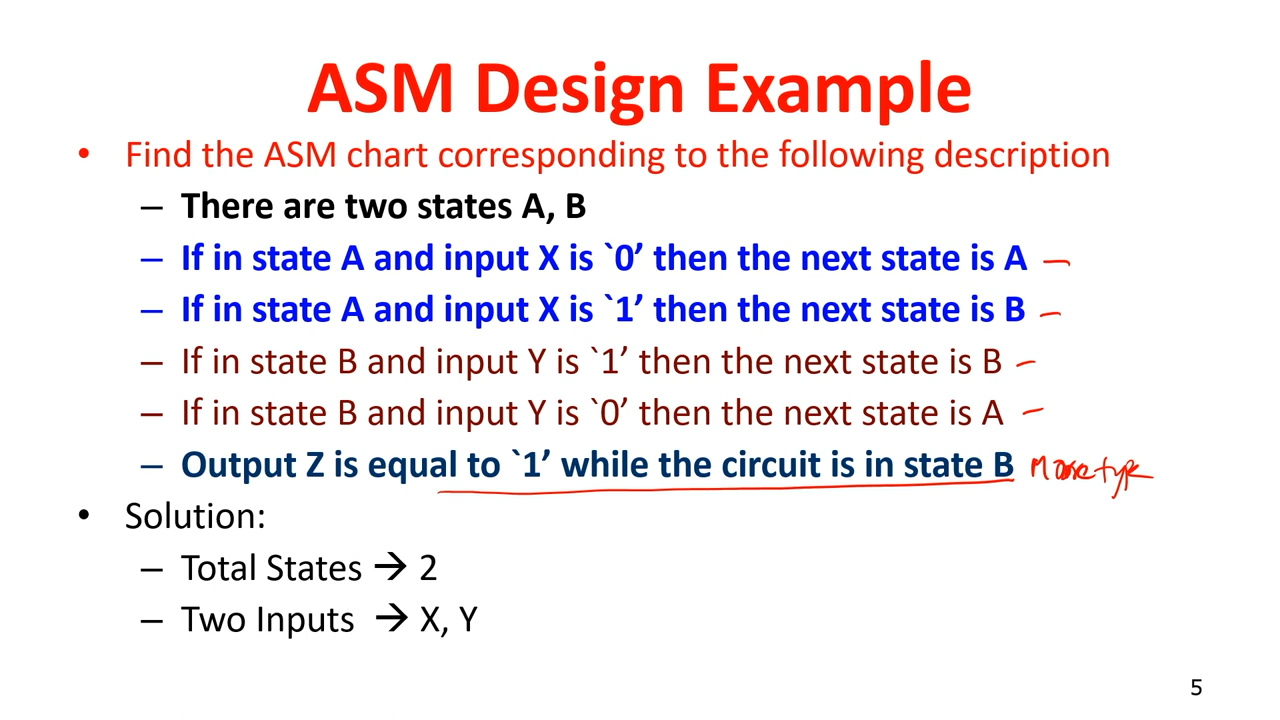 ASM Design Example
• Find the ASM chart corresponding to the following description
– There are two states A, B
– If in state A and input X is `0’ then the next state is A
– If in state A and input X is `1’ then the next state is B
– If in state B and input Y is `1’ then the next state is B
– If in state B and input Y is `0’ then the next state is A
– Output Z is equal to `1’ while the circuit is in state B
• Solution:
– Total States → 2
– Two Inputs → X, Y
5